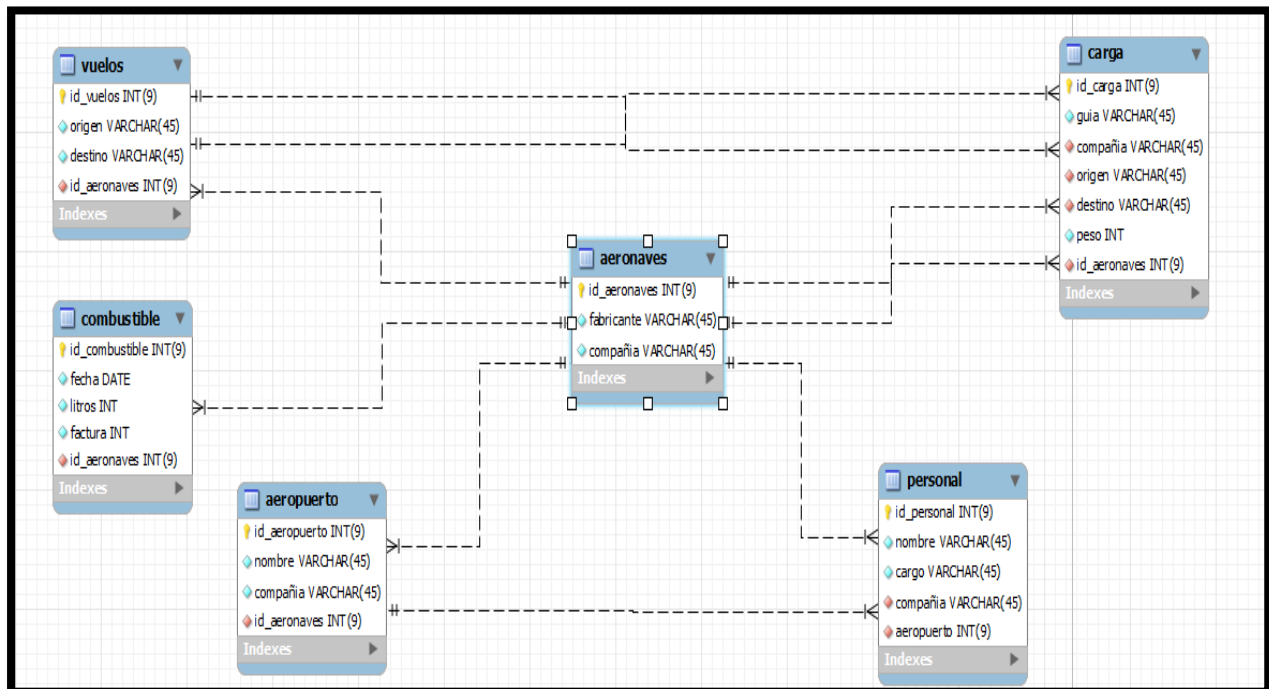 vuelos
id_vuelos INT(9)
origen VARCHAR(45)
destino VARCHAR(45)
id_aeronaves INT(9)
Indexes
carga
id_carga INT(9)
guia VARCHAR(45)
compañia VARCHAR(45)
origen VARCHAR(45)
destino VARCHAR(45)
peso INT
id_aeronaves INT(9)
Indexes
aeronaves
id_aeronaves INT(9)
fabricante VARCHAR(45)
compañia VARCHAR(45)
Indexes
combustible
id_combustible INT(9)
fecha DATE
litros INT
factura INT
id_aeronaves INT(9)
Indexes
aeropuerto
id_aeropuerto INT(9)
nombre VARCHAR(45)
compañia VARCHAR(45)
id_aeronaves INT(9)
Indexes
personal
id_personal INT(9)
nombre VARCHAR(45)
cargo VARCHAR(45)
compañia VARCHAR(45)
aeropuerto INT(9)
Indexes